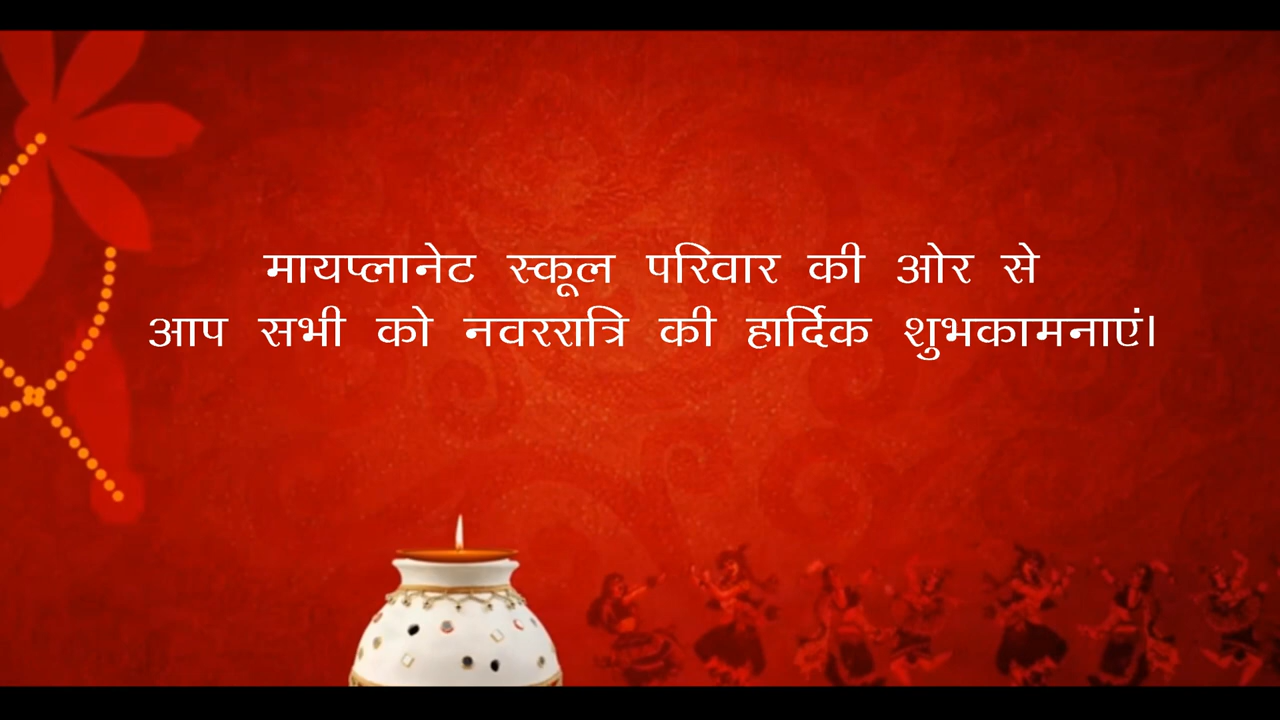 मायप्लानेट स्कूल परिवार की ओर से
आप सभी को नवररात्रि की हार्दिक शुभकामनाएं।